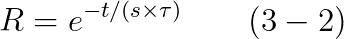 R = e^{-t/(s×τ)}   (3−2)